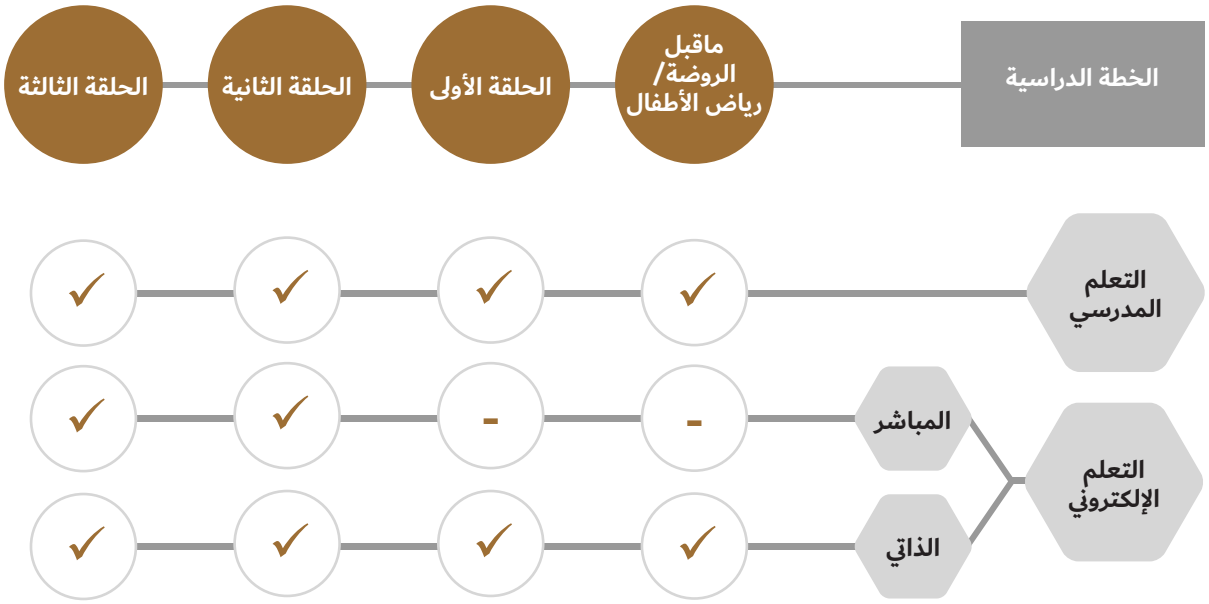 الخطة الدراسية
ماقبل
الروضة/
رياض الأطفال
الحلقة الأولى
الحلقة الثانية
الحلقة الثالثة
التعلم
المدرسي
✓
✓
✓
✓
التعلم
الإلكتروني
المباشر
-
-
✓
✓
الذاتي
✓
✓
✓
✓